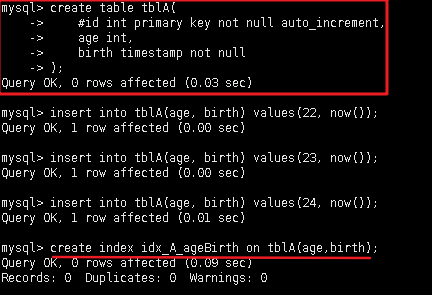 mysql> create table tblA(
    ->     #id int primary key not null auto_increment,
    ->     age int,
    ->     birth timestamp not null
    -> );
Query OK, 0 rows affected (0.03 sec)
mysql> insert into tblA(age, birth) values(22, now());
Query OK, 1 row affected (0.00 sec)
mysql> insert into tblA(age, birth) values(23, now());
Query OK, 1 row affected (0.00 sec)
mysql> insert into tblA(age, birth) values(24, now());
Query OK, 1 row affected (0.01 sec)
mysql> create index idx_A_ageBirth on tblA(age,birth);
Query OK, 0 rows affected (0.09 sec)
Records: 0  Duplicates: 0  Warnings: 0